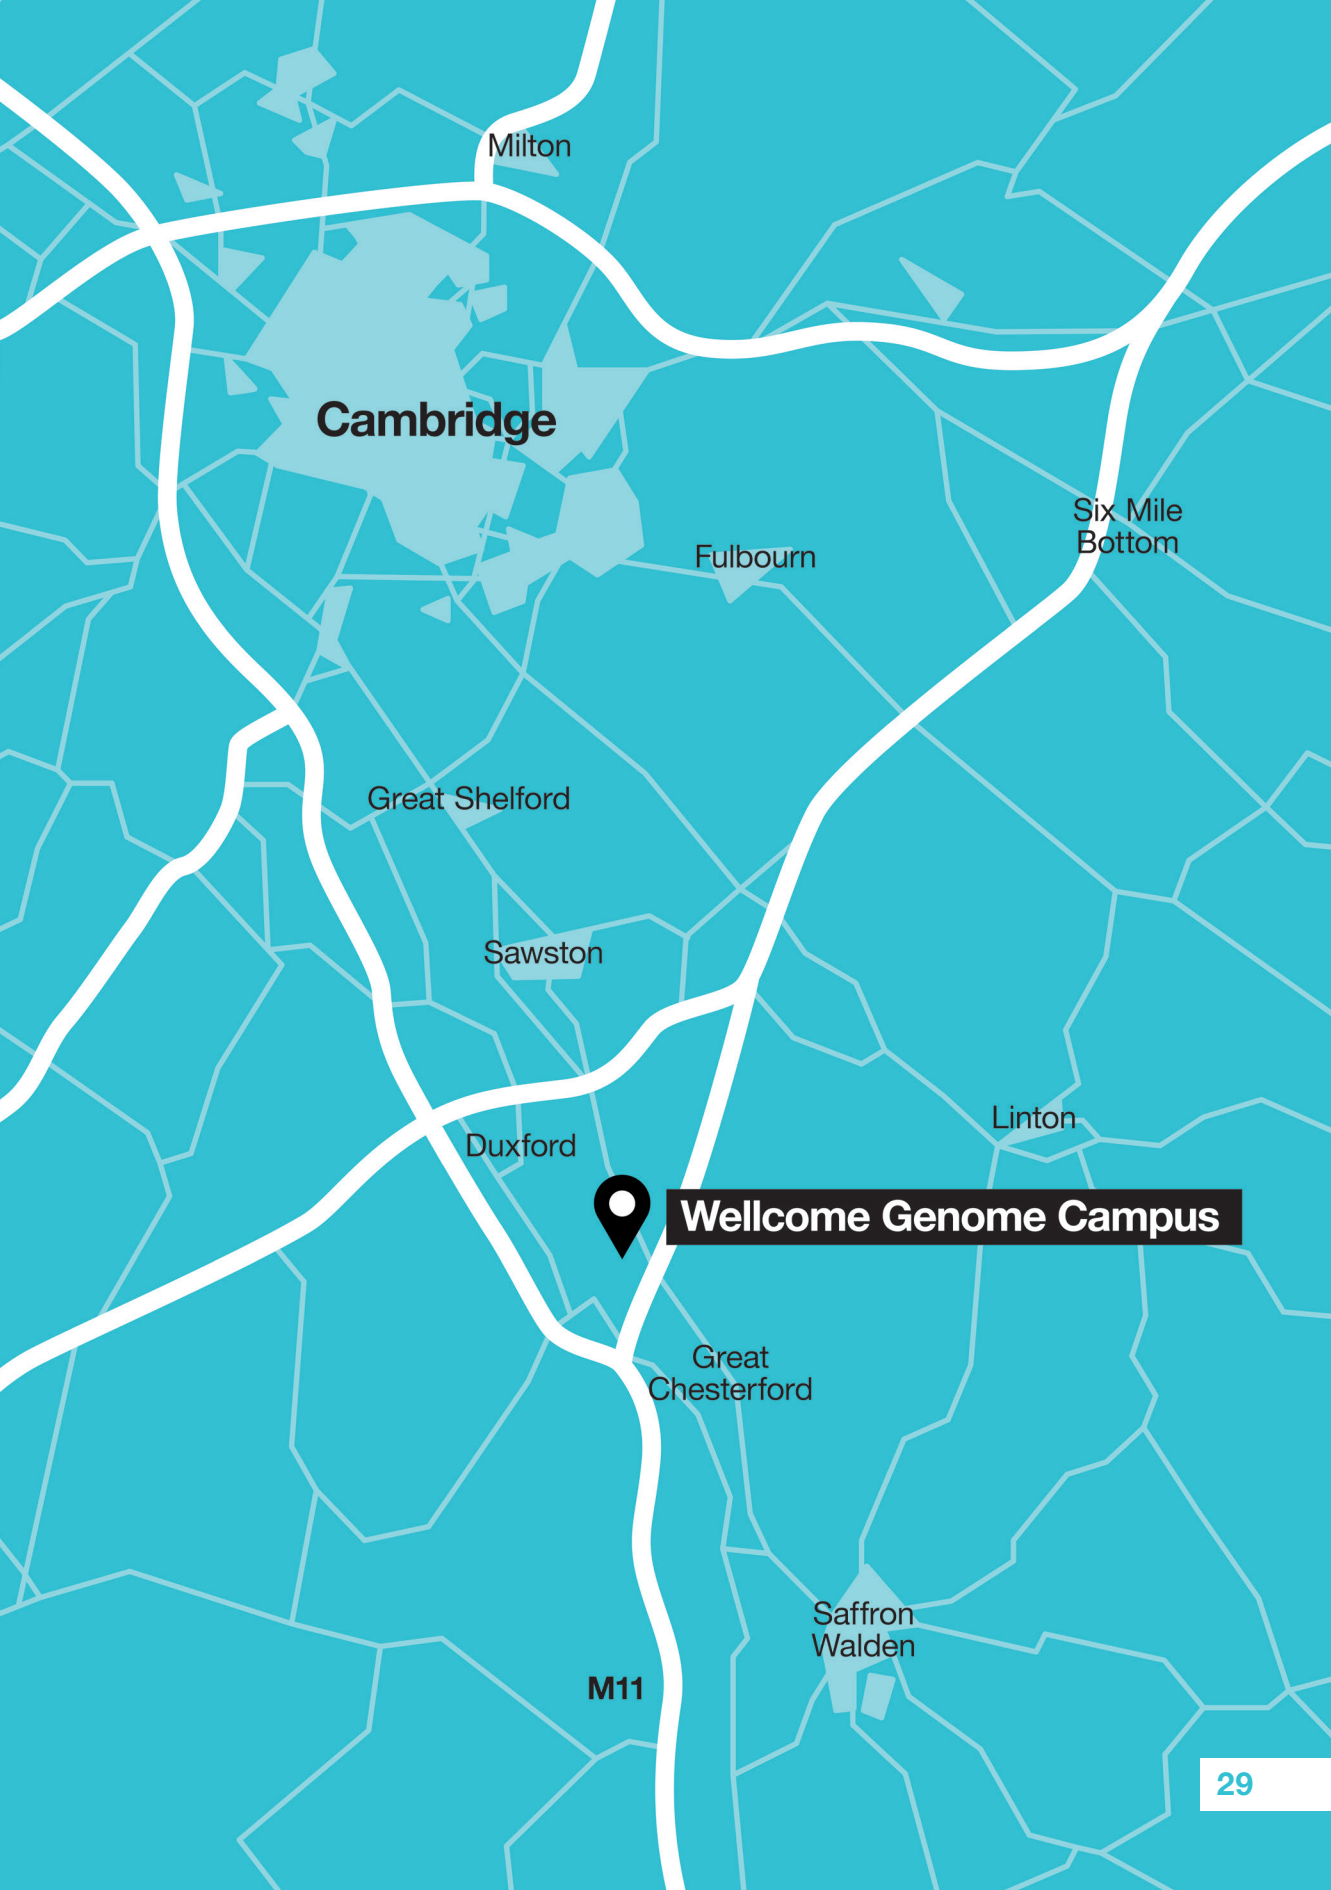 Milton
Cambridge
Six Mile
Bottom
Fulbourn
Great Shelford
Sawston
Linton
Duxford
Wellcome Genome Campus
Great
Chesterford
Saffron
Walden
M11
29